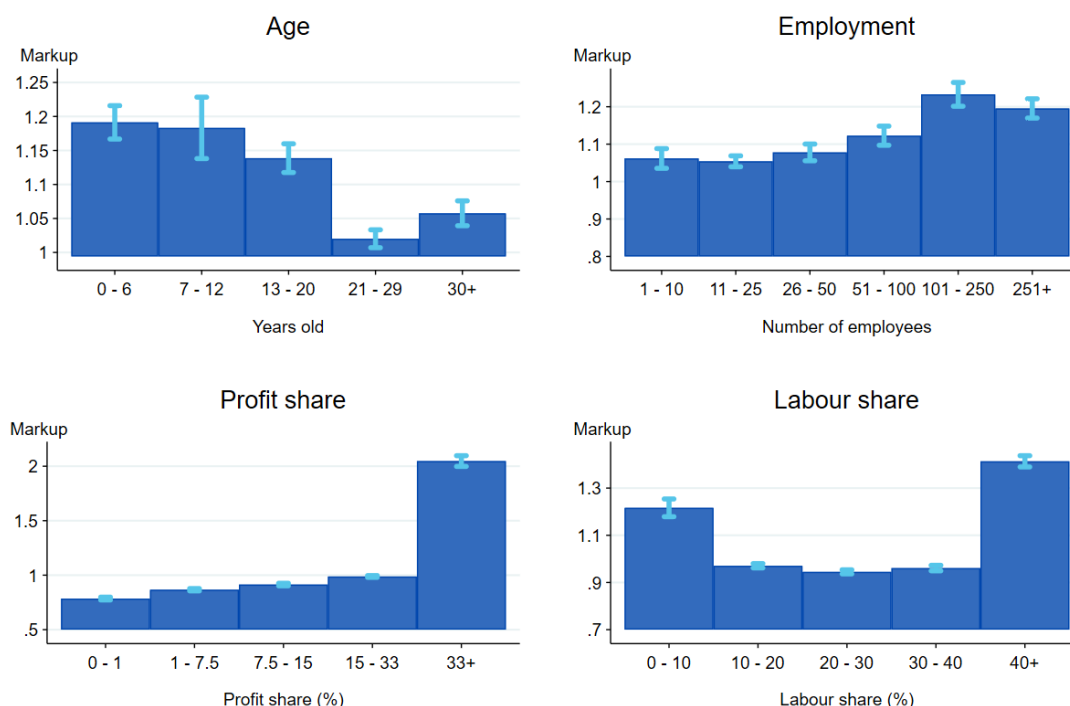 Age
Markup
1.25
1.2
1.15
1.1
1.05
1
0 - 6 7 - 12 13 - 20 21 - 29 30+
Years old
Employment
Markup
1.2
1.1
1
.9
.8
1 - 10 11 - 25 26 - 50 51 - 100 101 - 250 251+
Number of employees
Profit share
Markup
2
1.5
1
.5
0 - 1 1 - 7.5 7.5 - 15 15 - 33 33+
Profit share (%)
Labour share
Markup
1.3
1.1
.9
.7
0 - 10 10 - 20 20 - 30 30 - 40 40+
Labour share (%)